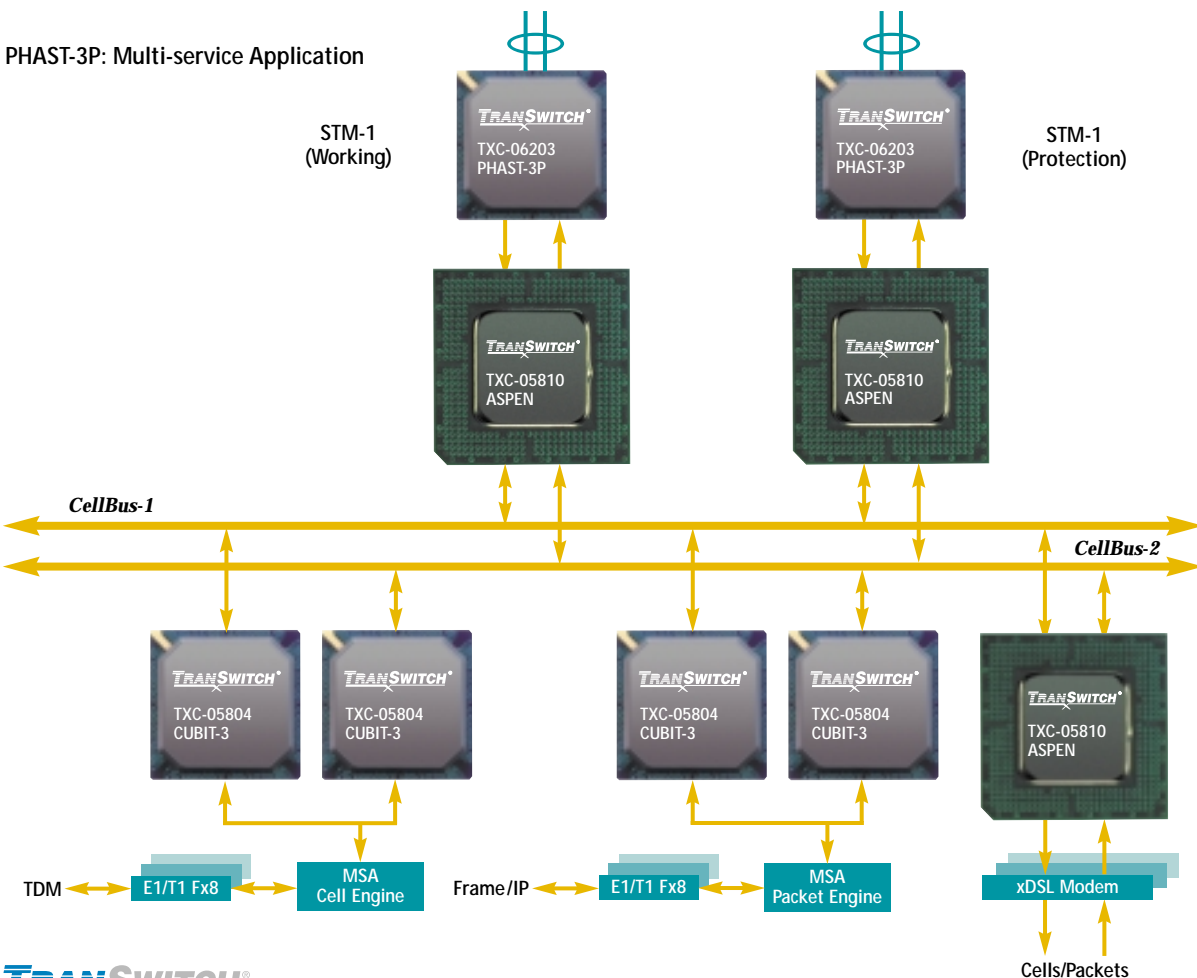 PHAST-3P: Multi-service Application
STM-1
(Working)
TRANSWITCH®
TXC-06203
PHAST-3P
TRANSWITCH®
TXC-06203
PHAST-3P
STM-1
(Protection)
TRANSWITCH®
TXC-05810
ASPEN
TRANSWITCH®
TXC-05810
ASPEN
CellBus-1
CellBus-2
TRANSWITCH®
TXC-05804
CUBIT-3
TRANSWITCH®
TXC-05804
CUBIT-3
TRANSWITCH®
TXC-05804
CUBIT-3
TRANSWITCH®
TXC-05804
CUBIT-3
TRANSWITCH®
TXC-05810
ASPEN
TDM
E1/T1 Fx8
MSA
Cell Engine
Frame/IP
E1/T1 Fx8
MSA
Packet Engine
xDSL Modem
Cells/Packets
TRANSWITCH®